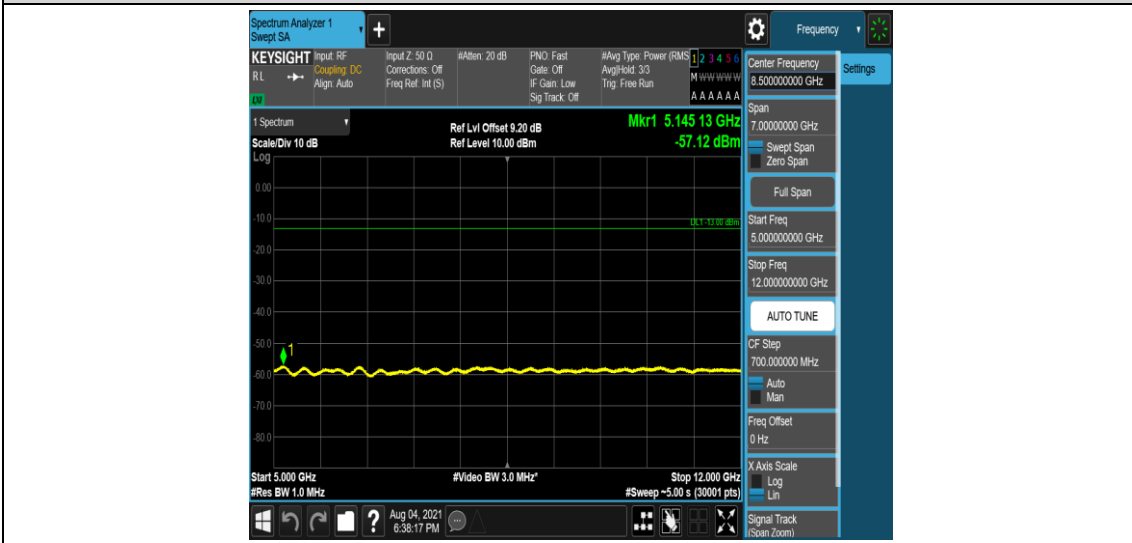 Spectrum Analyzer 1
Swept SA
+
Frequency
KEYSIGHT
RL
LXI
Input: RF
Coupling: DC
Align: Auto
Input Z: 50 Ω
Corrections: Off
Freq Ref: Int (S)
#Atten: 20 dB
PNO: Fast
Gate: Off
IF Gain: Low
Sig Track: Off
#Avg Type: Power (RMS
Avg|Hold: 3/3
Trig: Free Run
1 2 3 4 5 6
M W W W W W
A A A A A A
1 Spectrum
Scale/Div 10 dB
Log
Ref Lvl Offset 9.20 dB
Ref Level 10.00 dBm
Mkr1 5.145 13 GHz
-57.12 dBm
0.00
-10.0
DL1 -13.00 dBm
-20.0
-30.0
-40.0
-50.0
1
-60.0
-70.0
-80.0
Start 5.000 GHz
#Res BW 1.0 MHz
#Video BW 3.0 MHz*
Stop 12.000 GHz
#Sweep ~5.00 s (30001 pts)
?
Aug 04, 2021
6:38:17 PM
Center Frequency
8.500000000 GHz
Settings
Span
7.00000000 GHz
Swept Span
Zero Span
Full Span
Start Freq
5.000000000 GHz
Stop Freq
12.000000000 GHz
AUTO TUNE
CF Step
700.000000 MHz
Auto
Man
Freq Offset
0 Hz
X Axis Scale
Log
Lin
Signal Track
(Span Zoom)